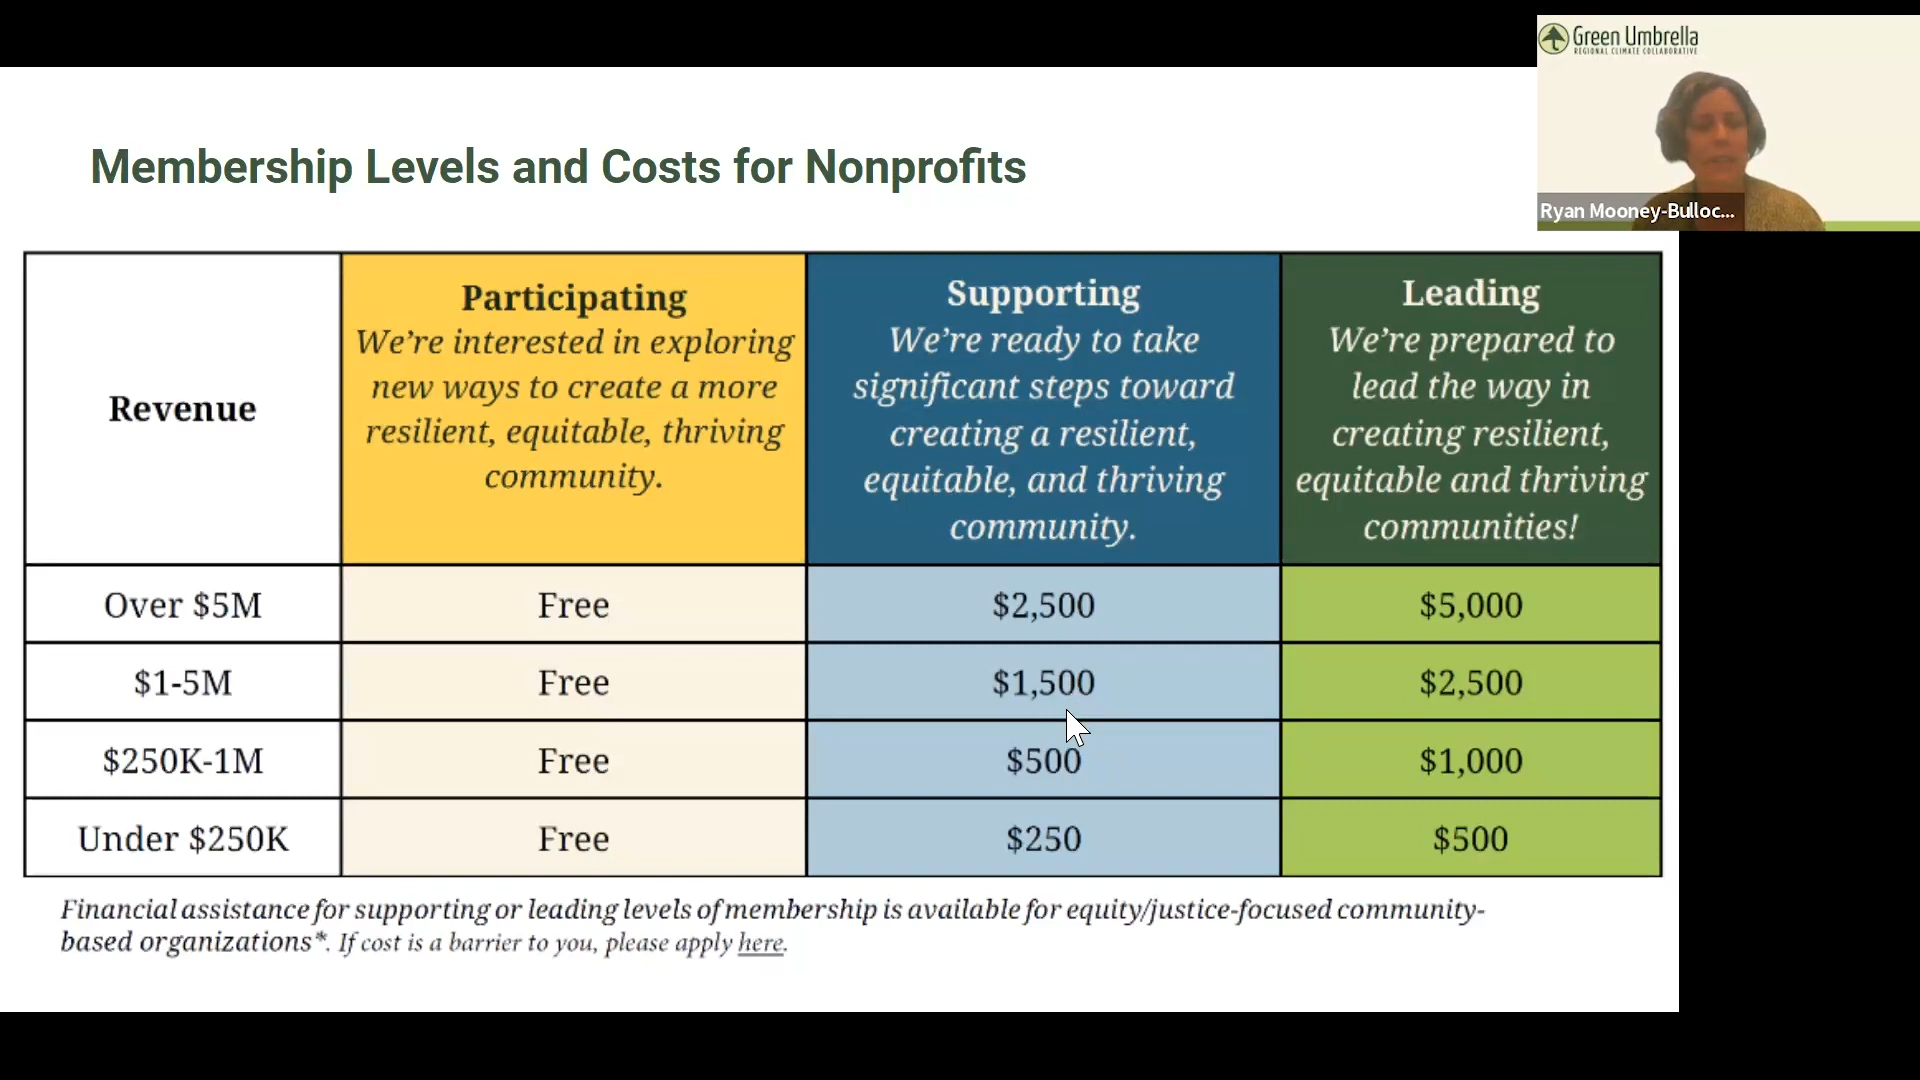 Green Umbrella
REGIONAL CLIMATE COLLABORATIVE
Ryan Mooney-Bulloc...
Membership Levels and Costs for Nonprofits
Revenue
Participating
We're interested in exploring
new ways to create a more
resilient, equitable, thriving
community.
Supporting
We're ready to take
significant steps toward
creating a resilient,
equitable, and thriving
community.
Leading
We're prepared to
lead the way in
creating resilient,
equitable and thriving
communities!
Over $5M Free $2,500 $5,000
$1-5M Free $1,500 $2,500
$250K-1M Free $500 $1,000
Under $250K Free $250 $500
Financial assistance for supporting or leading levels of membership is available for equity/justice-focused community-
based organizations*. If cost is a barrier to you, please apply here.